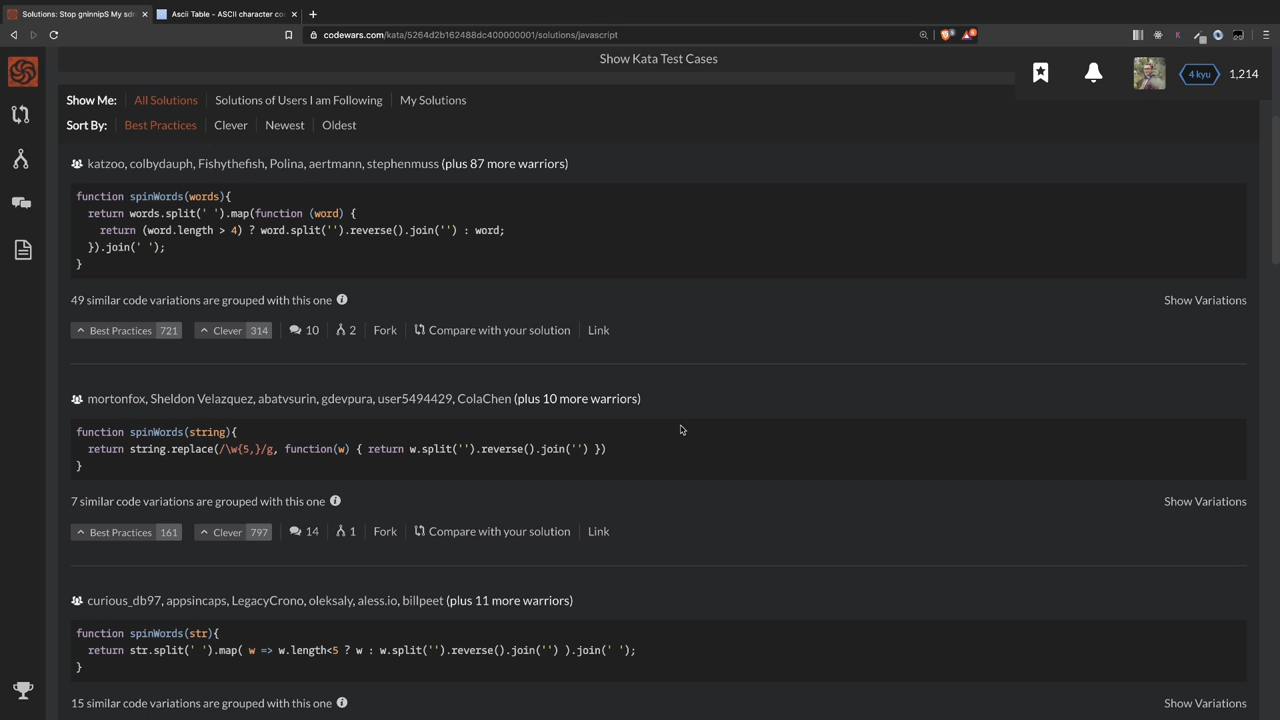 Solutions: Stop gninnipS My sdr
Ascii Table - ASCII character co
codewars.com/kata/5264d2b162488dc400000001/solutions/javascript
Show Kata Test Cases
4 kyu 1,214
Show Me: All Solutions Solutions of Users I am Following My Solutions
Sort By: Best Practices Clever Newest Oldest
katzoo, colbydauph, Fishythefish, Polina, aertmann, stephenmuss (plus 87 more warriors)
function spinWords(words){
return words.split(' ').map(function (word) {
return (word.length > 4) ? word.split('').reverse().join('') : word;
}).join(' ');
}
49 similar code variations are grouped with this one Show Variations
Best Practices 721 Clever 314 10 2 Fork Compare with your solution Link
mortonfox, Sheldon Velazquez, abatvsurin, gdevpura, user5494429, ColaChen (plus 10 more warriors)
function spinWords(string){
return string.replace(/\w{5,}/g, function(w) { return w.split('').reverse().join('') })
}
7 similar code variations are grouped with this one Show Variations
Best Practices 161 Clever 797 14 1 Fork Compare with your solution Link
curious_db97, appsincaps, LegacyCrono, oleksaly, aless.io, billpeet (plus 11 more warriors)
function spinWords(str){
return str.split(' ').map( w => w.length<5 ? w : w.split('').reverse().join('') ).join(' ');
}
15 similar code variations are grouped with this one Show Variations